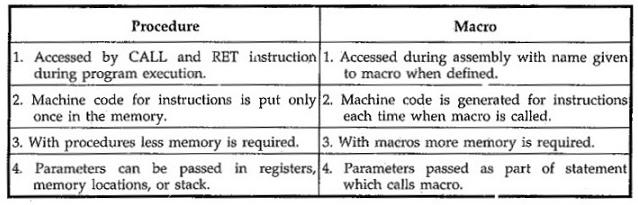 Procedure
Macro
1. Accessed by CALL and RET instruction
during program execution.
1. Accessed during assembly with name given
to macro when defined.
2. Machine code for instructions is put only
once in the memory.
2. Machine code is generated for instructions
each time when macro is called.
3. With procedures less memory is required.
3. With macros more memory is required.
4. Parameters can be passed in registers,
memory locations, or stack.
4. Parameters passed as part of statement
which calls macro.